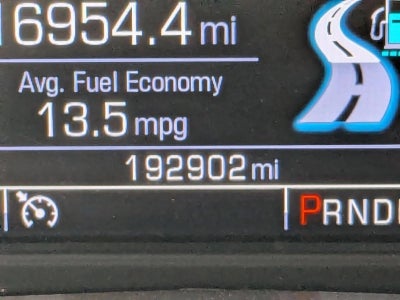 16954.4 mi
Avg. Fuel Economy
13.5 mpg
192902 mi
PRND